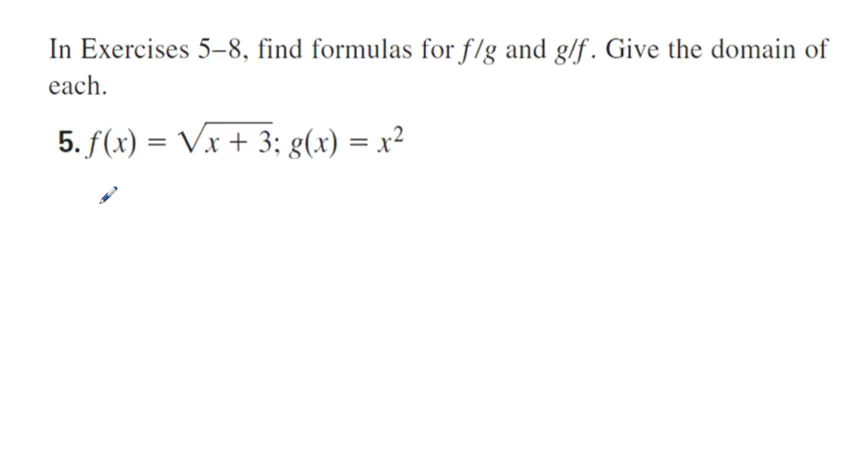 In Exercises 5–8, find formulas for f/g and g/f. Give the domain of
each.
5. f(x) = √x + 3; g(x) = x²